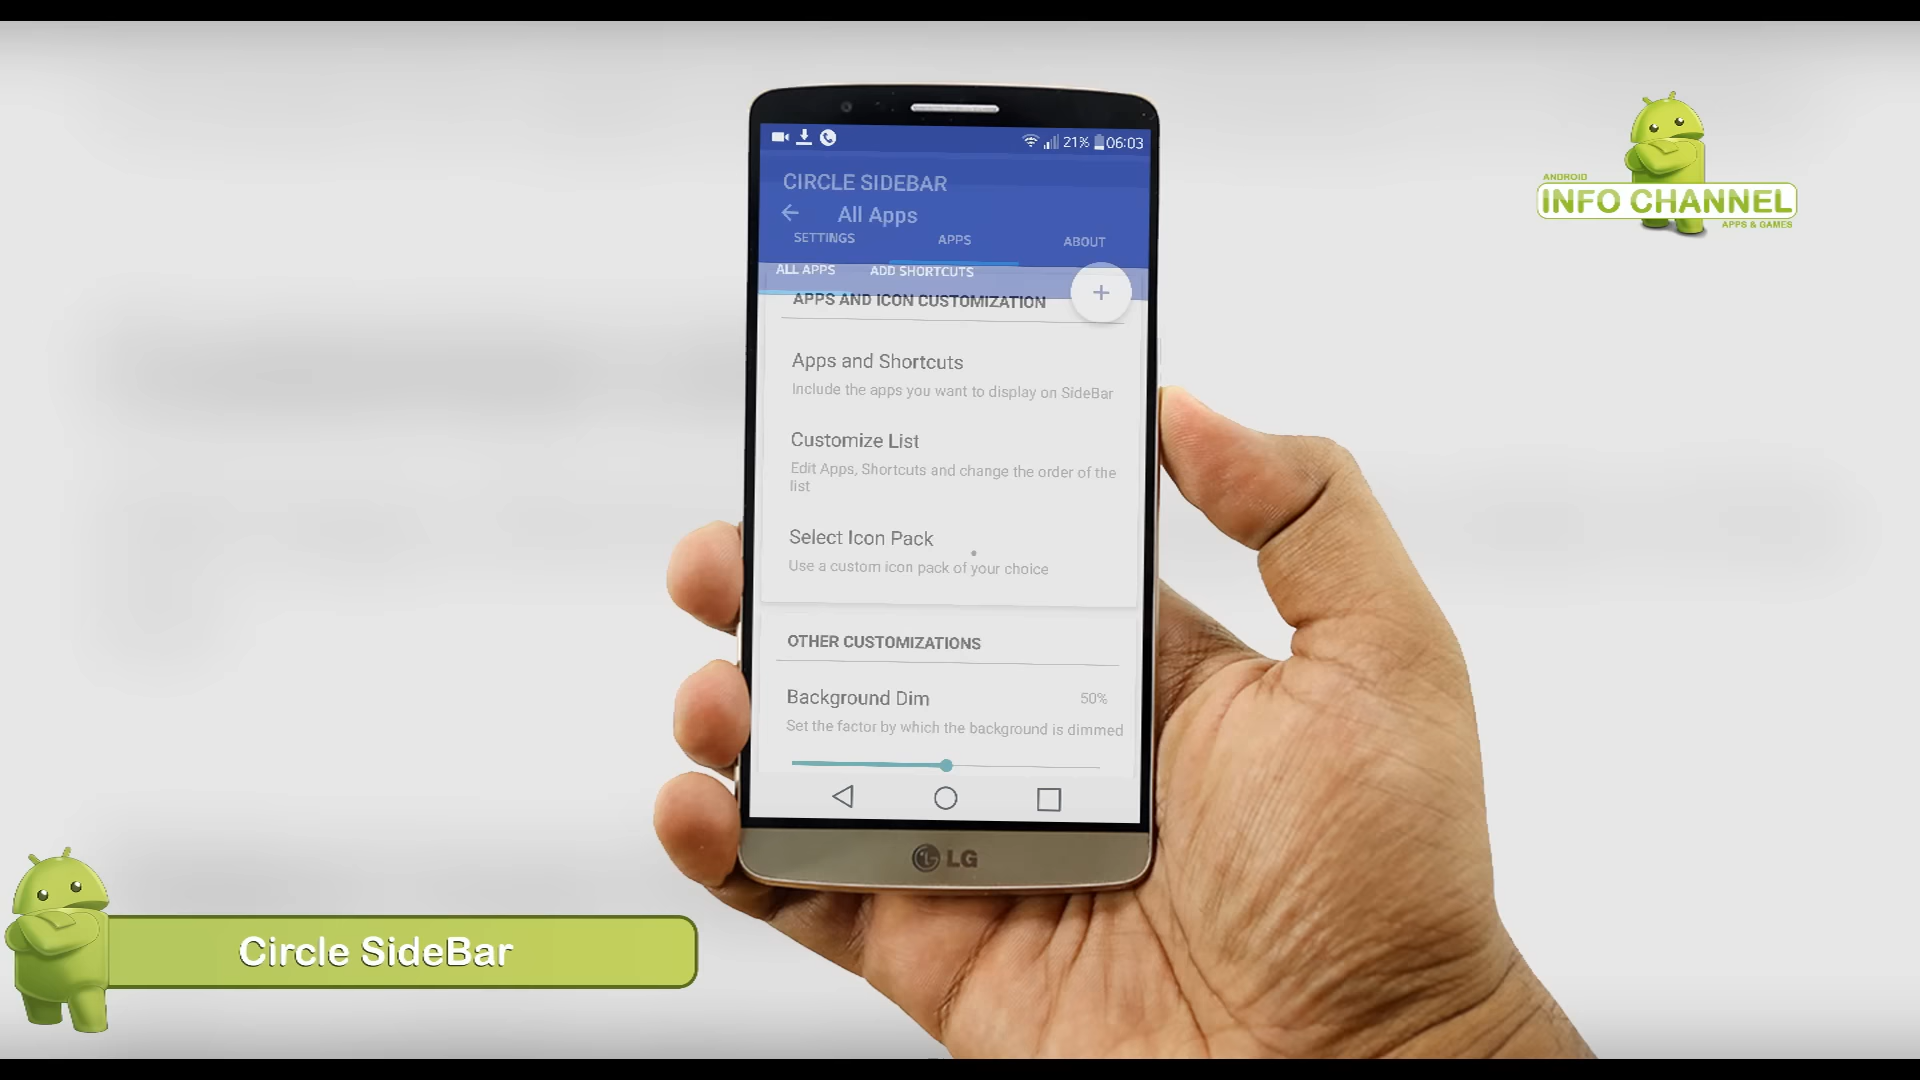 21% 06:03
CIRCLE SIDEBAR
All Apps
SETTINGS APPS ABOUT
ALL APPS ADD SHORTCUTS
+
APPS AND ICON CUSTOMIZATION
Apps and Shortcuts
Include the apps you want to display on SideBar
Customize List
Edit Apps, Shortcuts and change the order of the
list
Select Icon Pack
Use a custom icon pack of your choice
OTHER CUSTOMIZATIONS
Background Dim 50%
Set the factor by which the background is dimmed
LG
ANDROID
INFO CHANNEL
APPS & GAMES
Circle SideBar